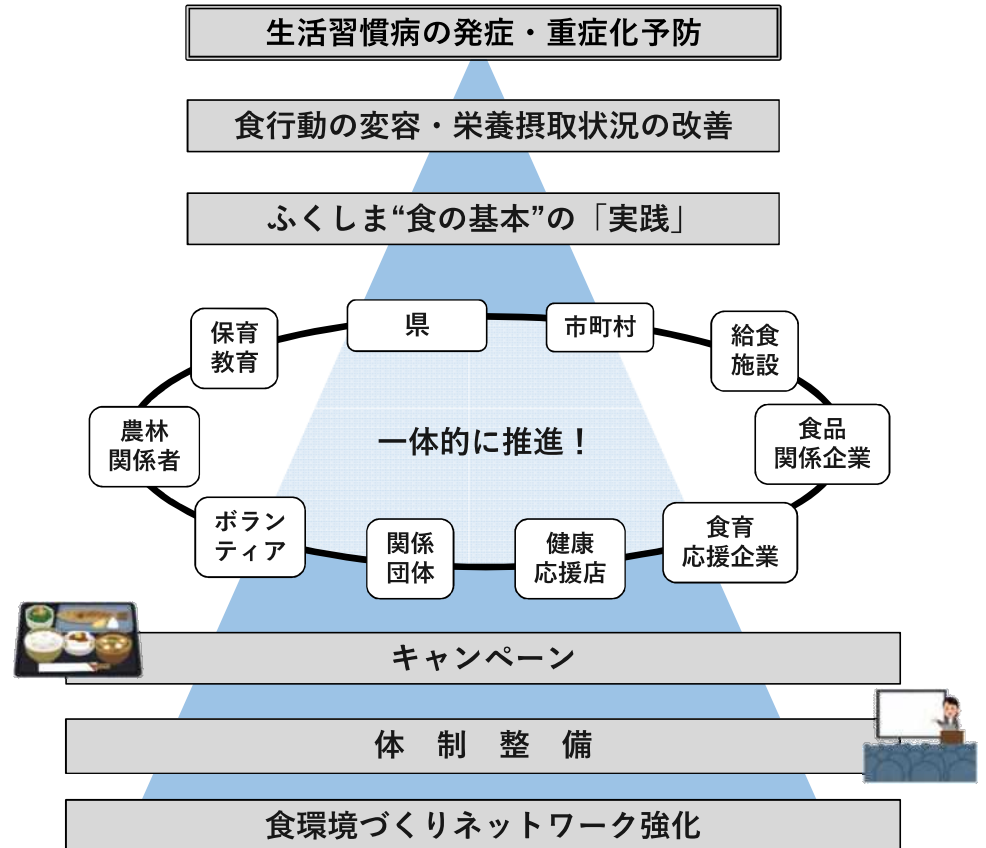 生活習慣病の発症・重症化予防
食行動の変容・栄養摂取状況の改善
ふくしま“食の基本”の「実践」
県
市町村
保育
教育
給食
施設
農林
関係者
一体的に推進！
食品
関係企業
ボラン
ティア
関係
団体
健康
応援店
食育
応援企業
キャンペーン
体　制　整　備
食環境づくりネットワーク強化